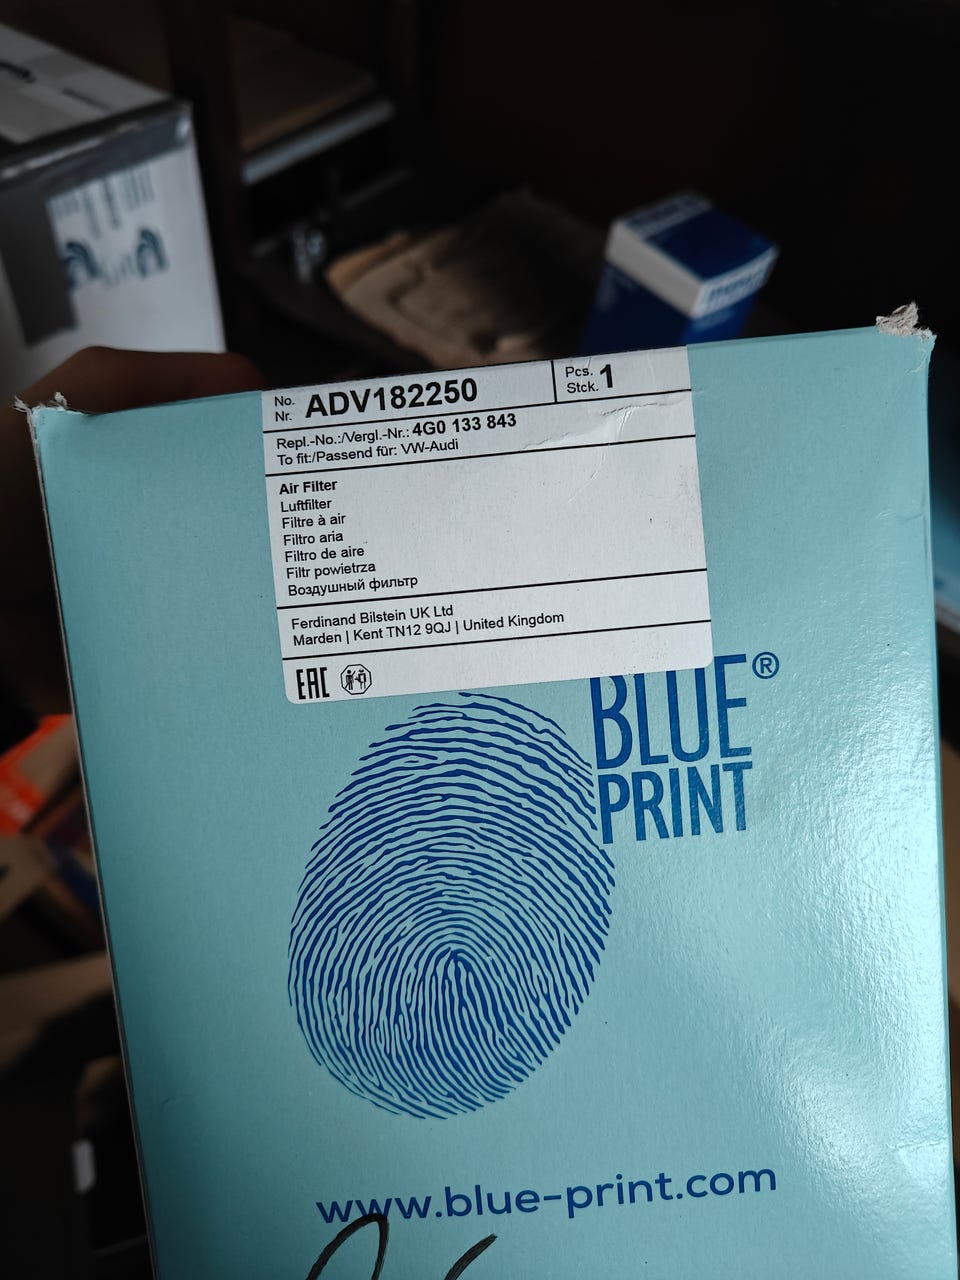 No. Nr. ADV182250 Pcs. Stck. 1
Repl.-No.:/Vergl.-Nr.: 4G0 133 843
To fit:/Passend für: VW-Audi
Air Filter
Luftfilter
Filtre à air
Filtro aria
Filtro de aire
Filtr powietrza
Воздушный фильтр
Ferdinand Bilstein UK Ltd
Marden | Kent TN12 9QJ | United Kingdom
EAC
BLUE®
PRINT
www.blue-print.com